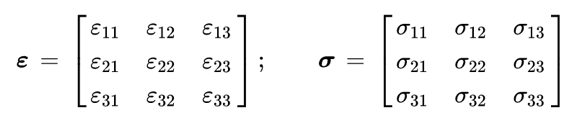 ε₁₁ ε₁₂ ε₁₃ σ₁₁ σ₁₂ σ₁₃
ε = [ ε₂₁ ε₂₂ ε₂₃ ] ; σ = [ σ₂₁ σ₂₂ σ₂₃ ]
ε₃₁ ε₃₂ ε₃₃ σ₃₁ σ₃₂ σ₃₃